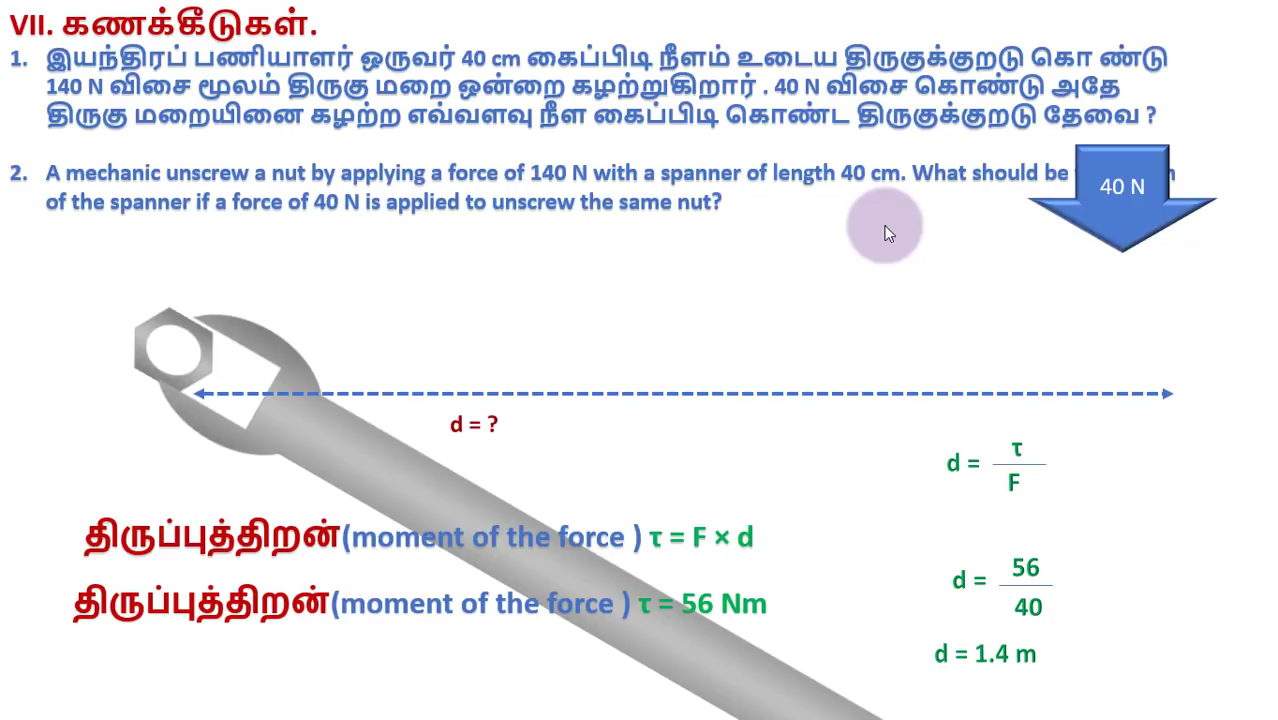 VII. கணக்கீடுகள்.
1. இயந்திரப் பணியாளர் ஒருவர் 40 cm கைப்பிடி நீளம் உடைய திருகுக்குறடு கொ ண்டு
140 N விசை மூலம் திருகு மறை ஒன்றை கழற்றுகிறார் . 40 N விசை கொண்டு அதே
திருகு மறையினை கழற்ற எவ்வளவு நீள கைப்பிடி கொண்ட திருகுக்குறடு தேவை ?
2. A mechanic unscrew a nut by applying a force of 140 N with a spanner of length 40 cm. What should be
of the spanner if a force of 40 N is applied to unscrew the same nut?
40 N
d = ?
d = τ
F
திருப்புத்திறன்(moment of the force ) τ = F × d
d = 56
40
திருப்புத்திறன்(moment of the force ) τ = 56 Nm
d = 1.4 m